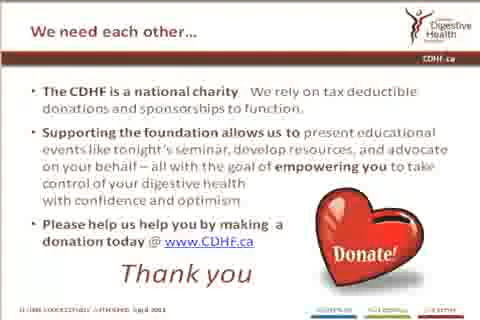 We need each other...
Digestive
Health
CDHF.ca
• The CDHF is a national charity We rely on tax deductible
donations and sponsorships to function.
• Supporting the foundation allows us to present educational
events like tonight's seminar, develop resources, and advocate
on your behalf – all with the goal of empowering you to take
control of your digestive health
with confidence and optimism
• Please help us help you by making a
donation today @ www.CDHF.ca
Donate!
Thank you